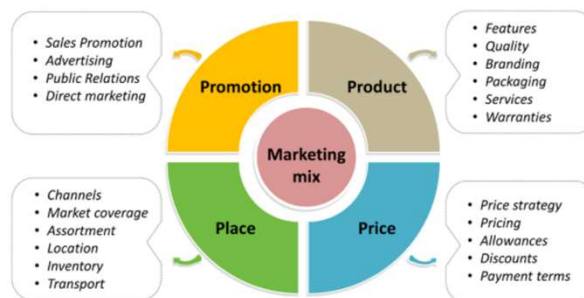 • Sales Promotion
• Advertising
• Public Relations
• Direct marketing
Promotion
Product
• Features
• Quality
• Branding
• Packaging
• Services
• Warranties
Marketing
mix
• Channels
• Market coverage
• Assortment
• Location
• Inventory
• Transport
Place
Price
• Price strategy
• Pricing
• Allowances
• Discounts
• Payment terms